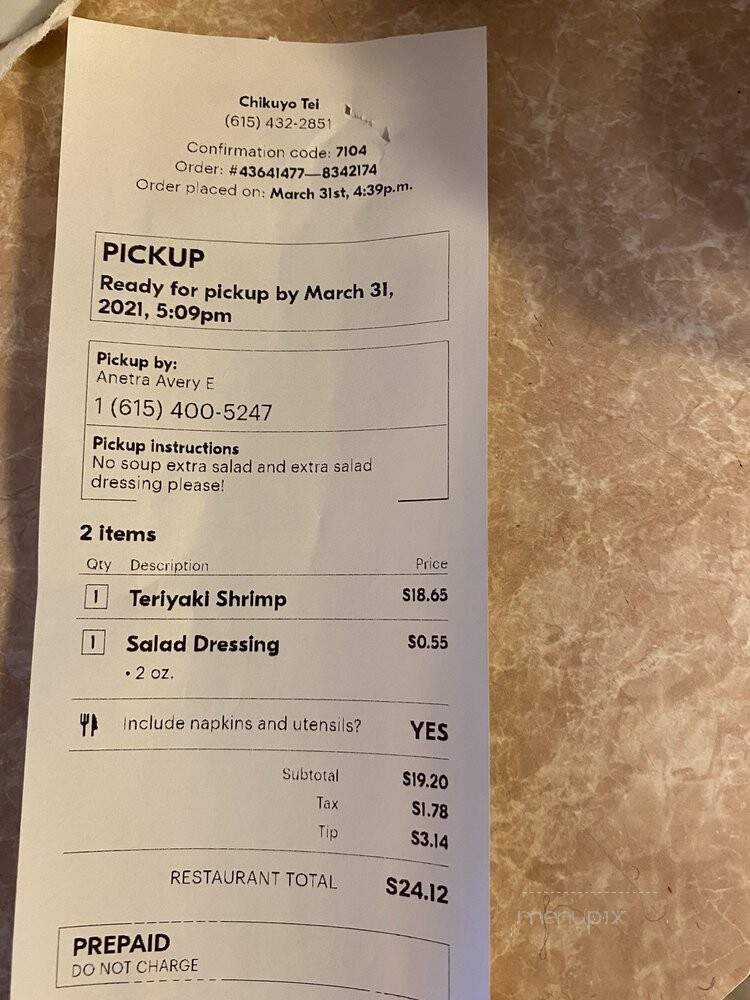 Chikuyo Tei
(615) 432-2851
Confirmation code: 7104
Order: #43641477—8342174
Order placed on: March 31st, 4:39p.m.
PICKUP
Ready for pickup by March 31,
2021, 5:09pm
Pickup by:
Anetra Avery E
1 (615) 400-5247
Pickup instructions
No soup extra salad and extra salad
dressing please!
2 items
Qty Description Price
1 Teriyaki Shrimp $18.65
1 Salad Dressing $0.55
• 2 oz.
Include napkins and utensils? YES
Subtotal $19.20
Tax $1.78
Tip $3.14
RESTAURANT TOTAL $24.12
PREPAID
DO NOT CHARGE
menupix